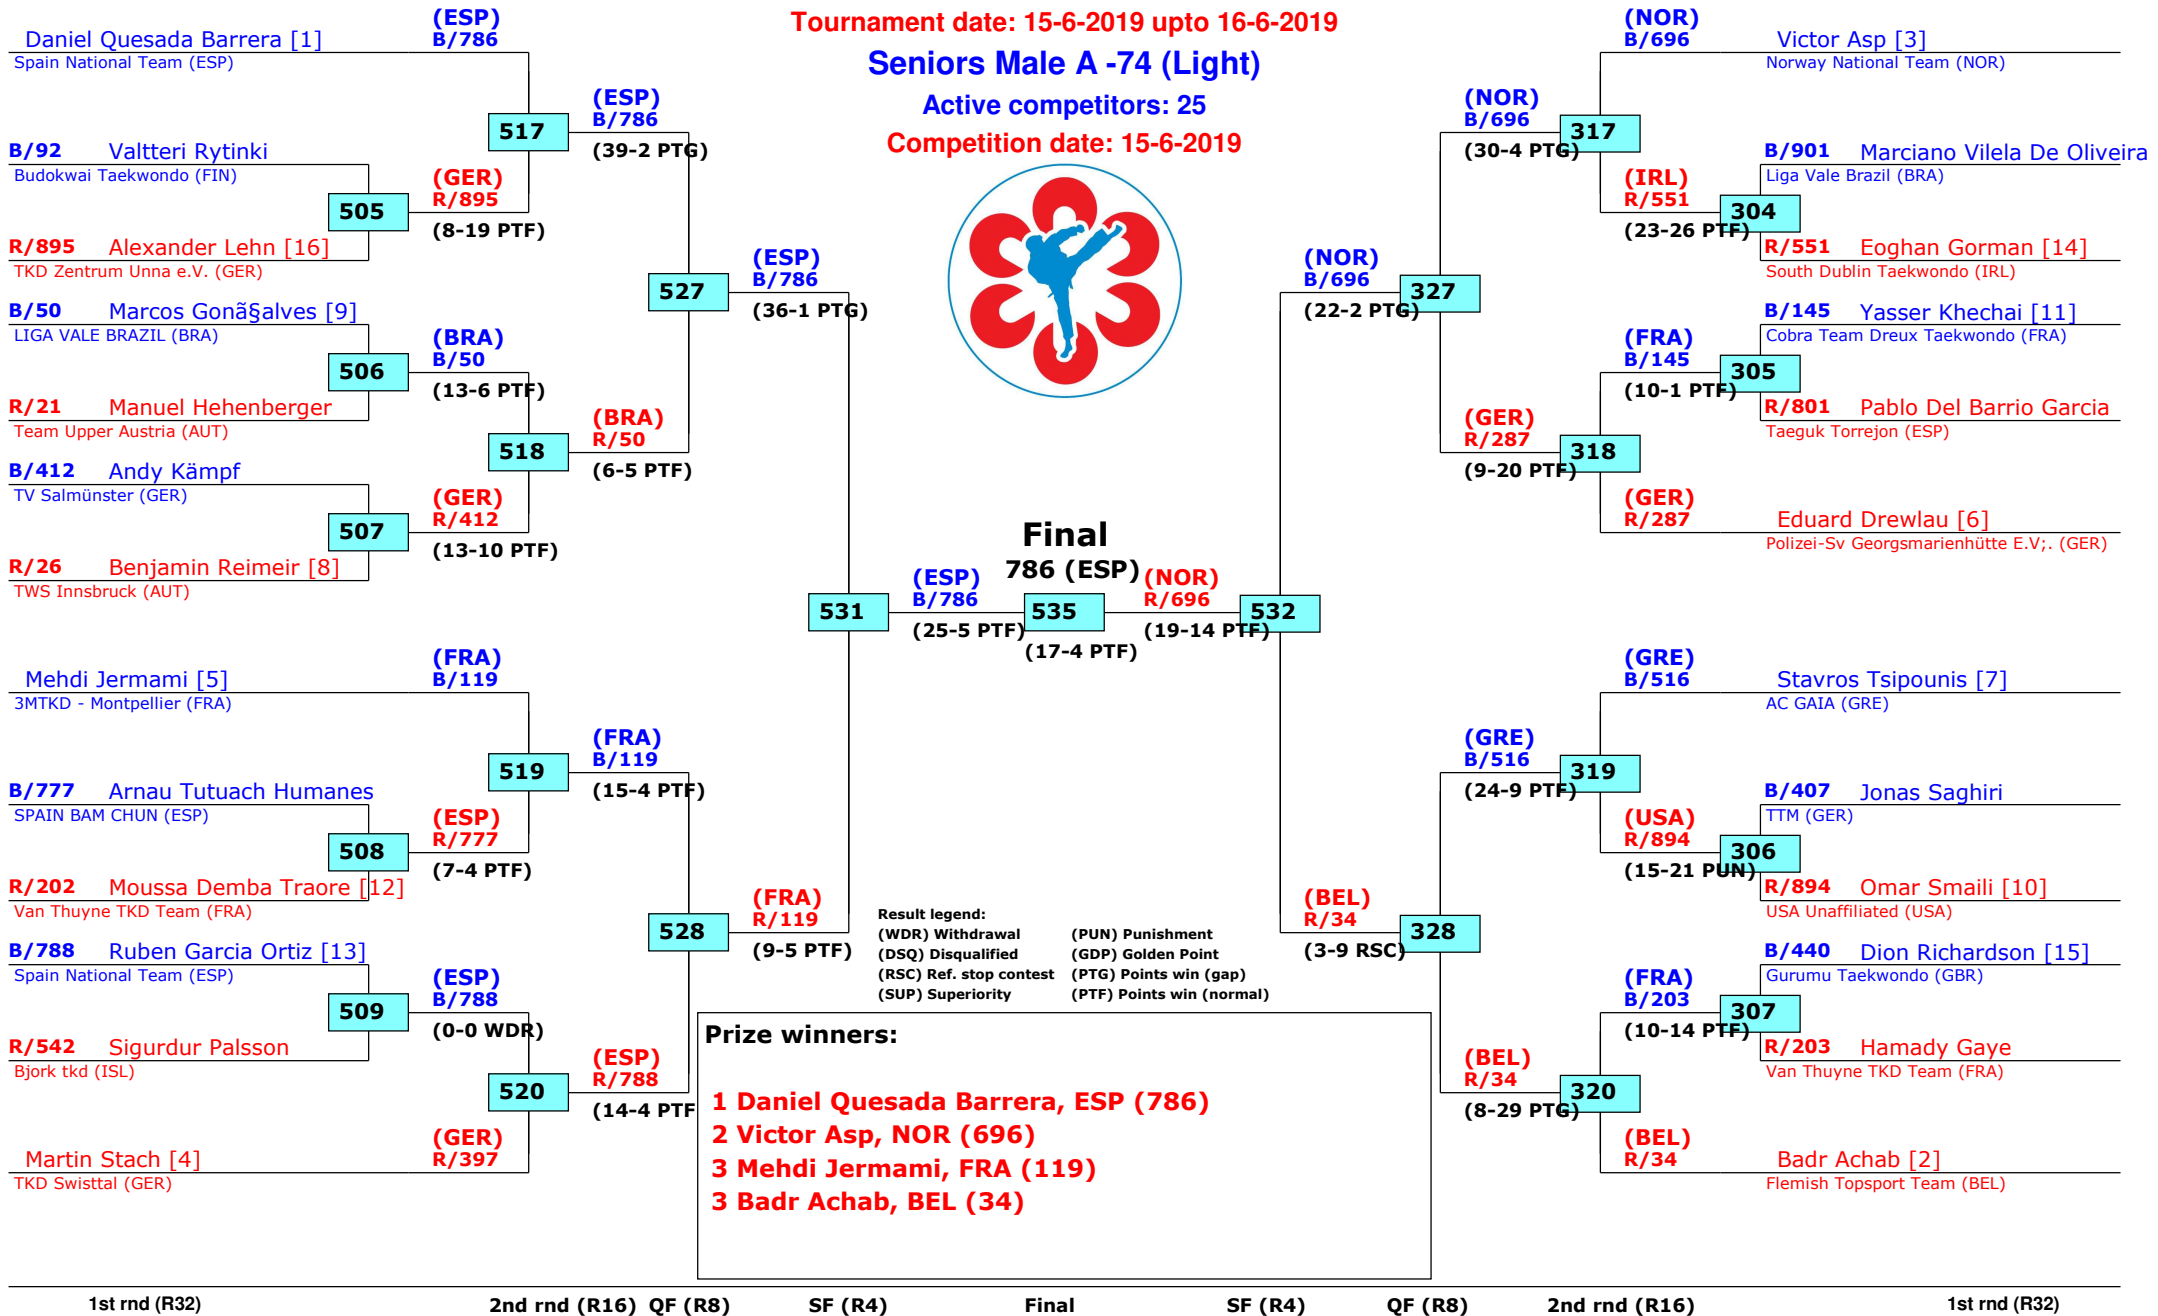 Tournament date: 15-6-2019 upto 16-6-2019
Seniors Male A -74 (Light)
Active competitors: 25
Competition date: 15-6-2019
(ESP)
Daniel Quesada Barrera [1] B/786
Spain National Team (ESP)
517
(ESP)
B/786
(39-2 PTG)
B/92 Valtteri Rytinki
Budokwai Taekwondo (FIN)
505
(GER)
R/895
(8-19 PTF)
R/895 Alexander Lehn [16]
TKD Zentrum Unna e.V. (GER)
527
(ESP)
B/786
(36-1 PTG)
B/50 Marcos Gonã§alves [9]
LIGA VALE BRAZIL (BRA)
506
(BRA)
B/50
(13-6 PTF)
R/21 Manuel Hehenberger
Team Upper Austria (AUT)
518
(BRA)
R/50
(6-5 PTF)
B/412 Andy Kämpf
TV Salmünster (GER)
507
(GER)
R/412
(13-10 PTF)
R/26 Benjamin Reimeir [8]
TWS Innsbruck (AUT)
531
(ESP)
B/786
(25-5 PTF)
(FRA)
Mehdi Jermami [5] B/119
3MTKD - Montpellier (FRA)
519
(FRA)
B/119
(15-4 PTF)
B/777 Arnau Tutuach Humanes
SPAIN BAM CHUN (ESP)
508
(ESP)
R/777
(7-4 PTF)
R/202 Moussa Demba Traore [12]
Van Thuyne TKD Team (FRA)
528
(FRA)
R/119
(9-5 PTF)
B/788 Ruben Garcia Ortiz [13]
Spain National Team (ESP)
509
(ESP)
B/788
(0-0 WDR)
R/542 Sigurdur Palsson
Bjork tkd (ISL)
520
(ESP)
R/788
(14-4 PTF
(GER)
Martin Stach [4] R/397
TKD Swisttal (GER)
Final
786 (ESP)
535
(17-4 PTF)
(NOR)
R/696
(19-14 PTF)
532
(NOR)
B/696 Victor Asp [3]
Norway National Team (NOR)
(NOR)
B/696
(30-4 PTG)
317
B/901 Marciano Vilela De Oliveira
Liga Vale Brazil (BRA)
(IRL)
R/551
(23-26 PTF)
304
R/551 Eoghan Gorman [14]
South Dublin Taekwondo (IRL)
(NOR)
B/696
(22-2 PTG)
327
B/145 Yasser Khechai [11]
Cobra Team Dreux Taekwondo (FRA)
(FRA)
B/145
(10-1 PTF)
305
R/801 Pablo Del Barrio Garcia
Taeguk Torrejon (ESP)
(GER)
R/287
(9-20 PTF)
318
(GER)
R/287 Eduard Drewlau [6]
Polizei-Sv Georgsmarienhütte E.V;. (GER)
(GRE)
B/516 Stavros Tsipounis [7]
AC GAIA (GRE)
(GRE)
B/516
(24-9 PTF)
319
B/407 Jonas Saghiri
TTM (GER)
(USA)
R/894
(15-21 PUN)
306
R/894 Omar Smaili [10]
USA Unaffiliated (USA)
(BEL)
R/34
(3-9 RSC)
328
B/440 Dion Richardson [15]
Gurumu Taekwondo (GBR)
(FRA)
B/203
(10-14 PTF)
307
R/203 Hamady Gaye
Van Thuyne TKD Team (FRA)
(BEL)
R/34
(8-29 PTG)
320
(BEL)
R/34 Badr Achab [2]
Flemish Topsport Team (BEL)
Result legend:
(WDR) Withdrawal (PUN) Punishment
(DSQ) Disqualified (GDP) Golden Point
(RSC) Ref. stop contest (PTG) Points win (gap)
(SUP) Superiority (PTF) Points win (normal)
Prize winners:
1 Daniel Quesada Barrera, ESP (786)
2 Victor Asp, NOR (696)
3 Mehdi Jermami, FRA (119)
3 Badr Achab, BEL (34)
1st rnd (R32) 2nd rnd (R16) QF (R8) SF (R4) Final SF (R4) QF (R8) 2nd rnd (R16) 1st rnd (R32)